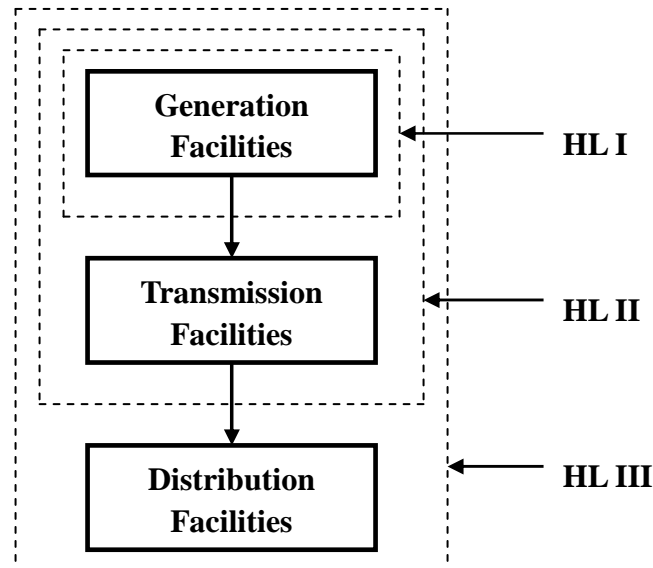 Generation
Facilities
HL I
Transmission
Facilities
HL II
Distribution
Facilities
HL III